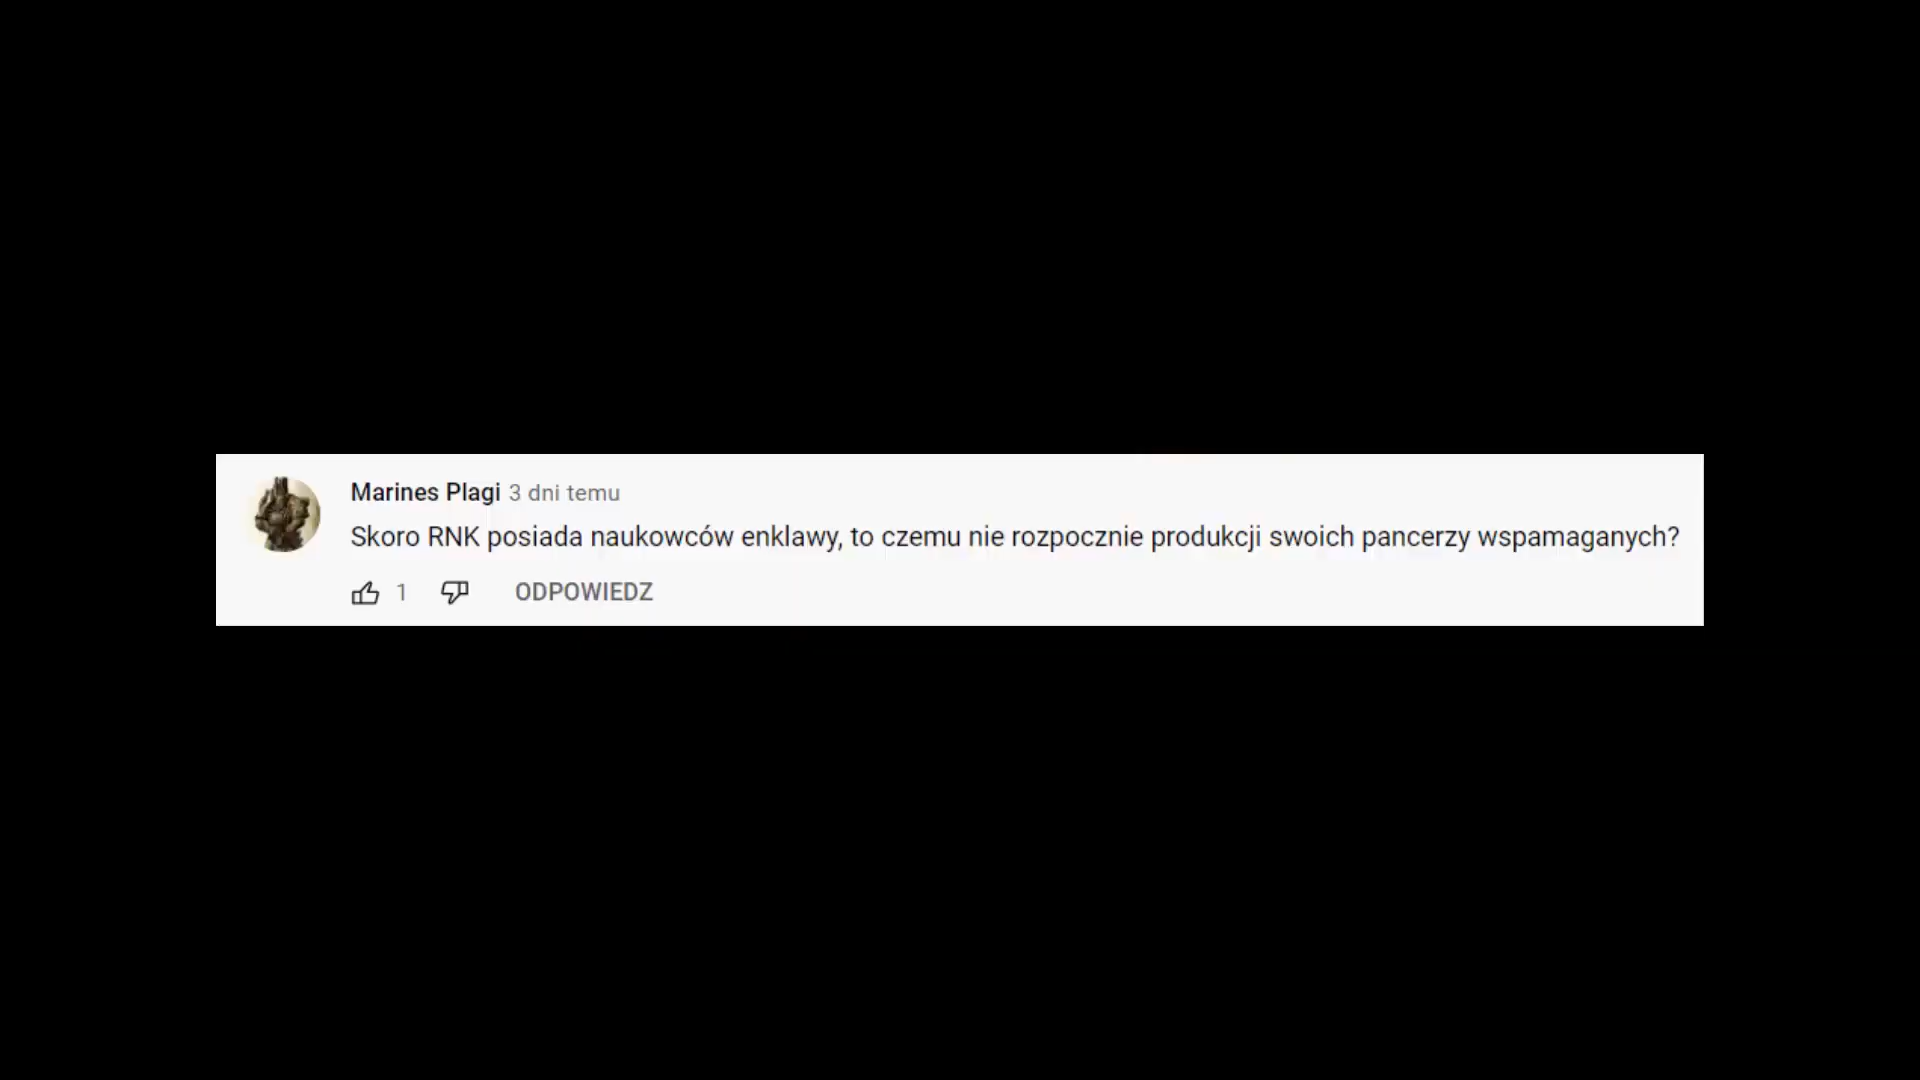 Marines Plagi 3 dni temu
Skoro RNK posiada naukowców enklawy, to czemu nie rozpocznie produkcji swoich pancerzy wspamaganych?
1 ODPOWIEDZ